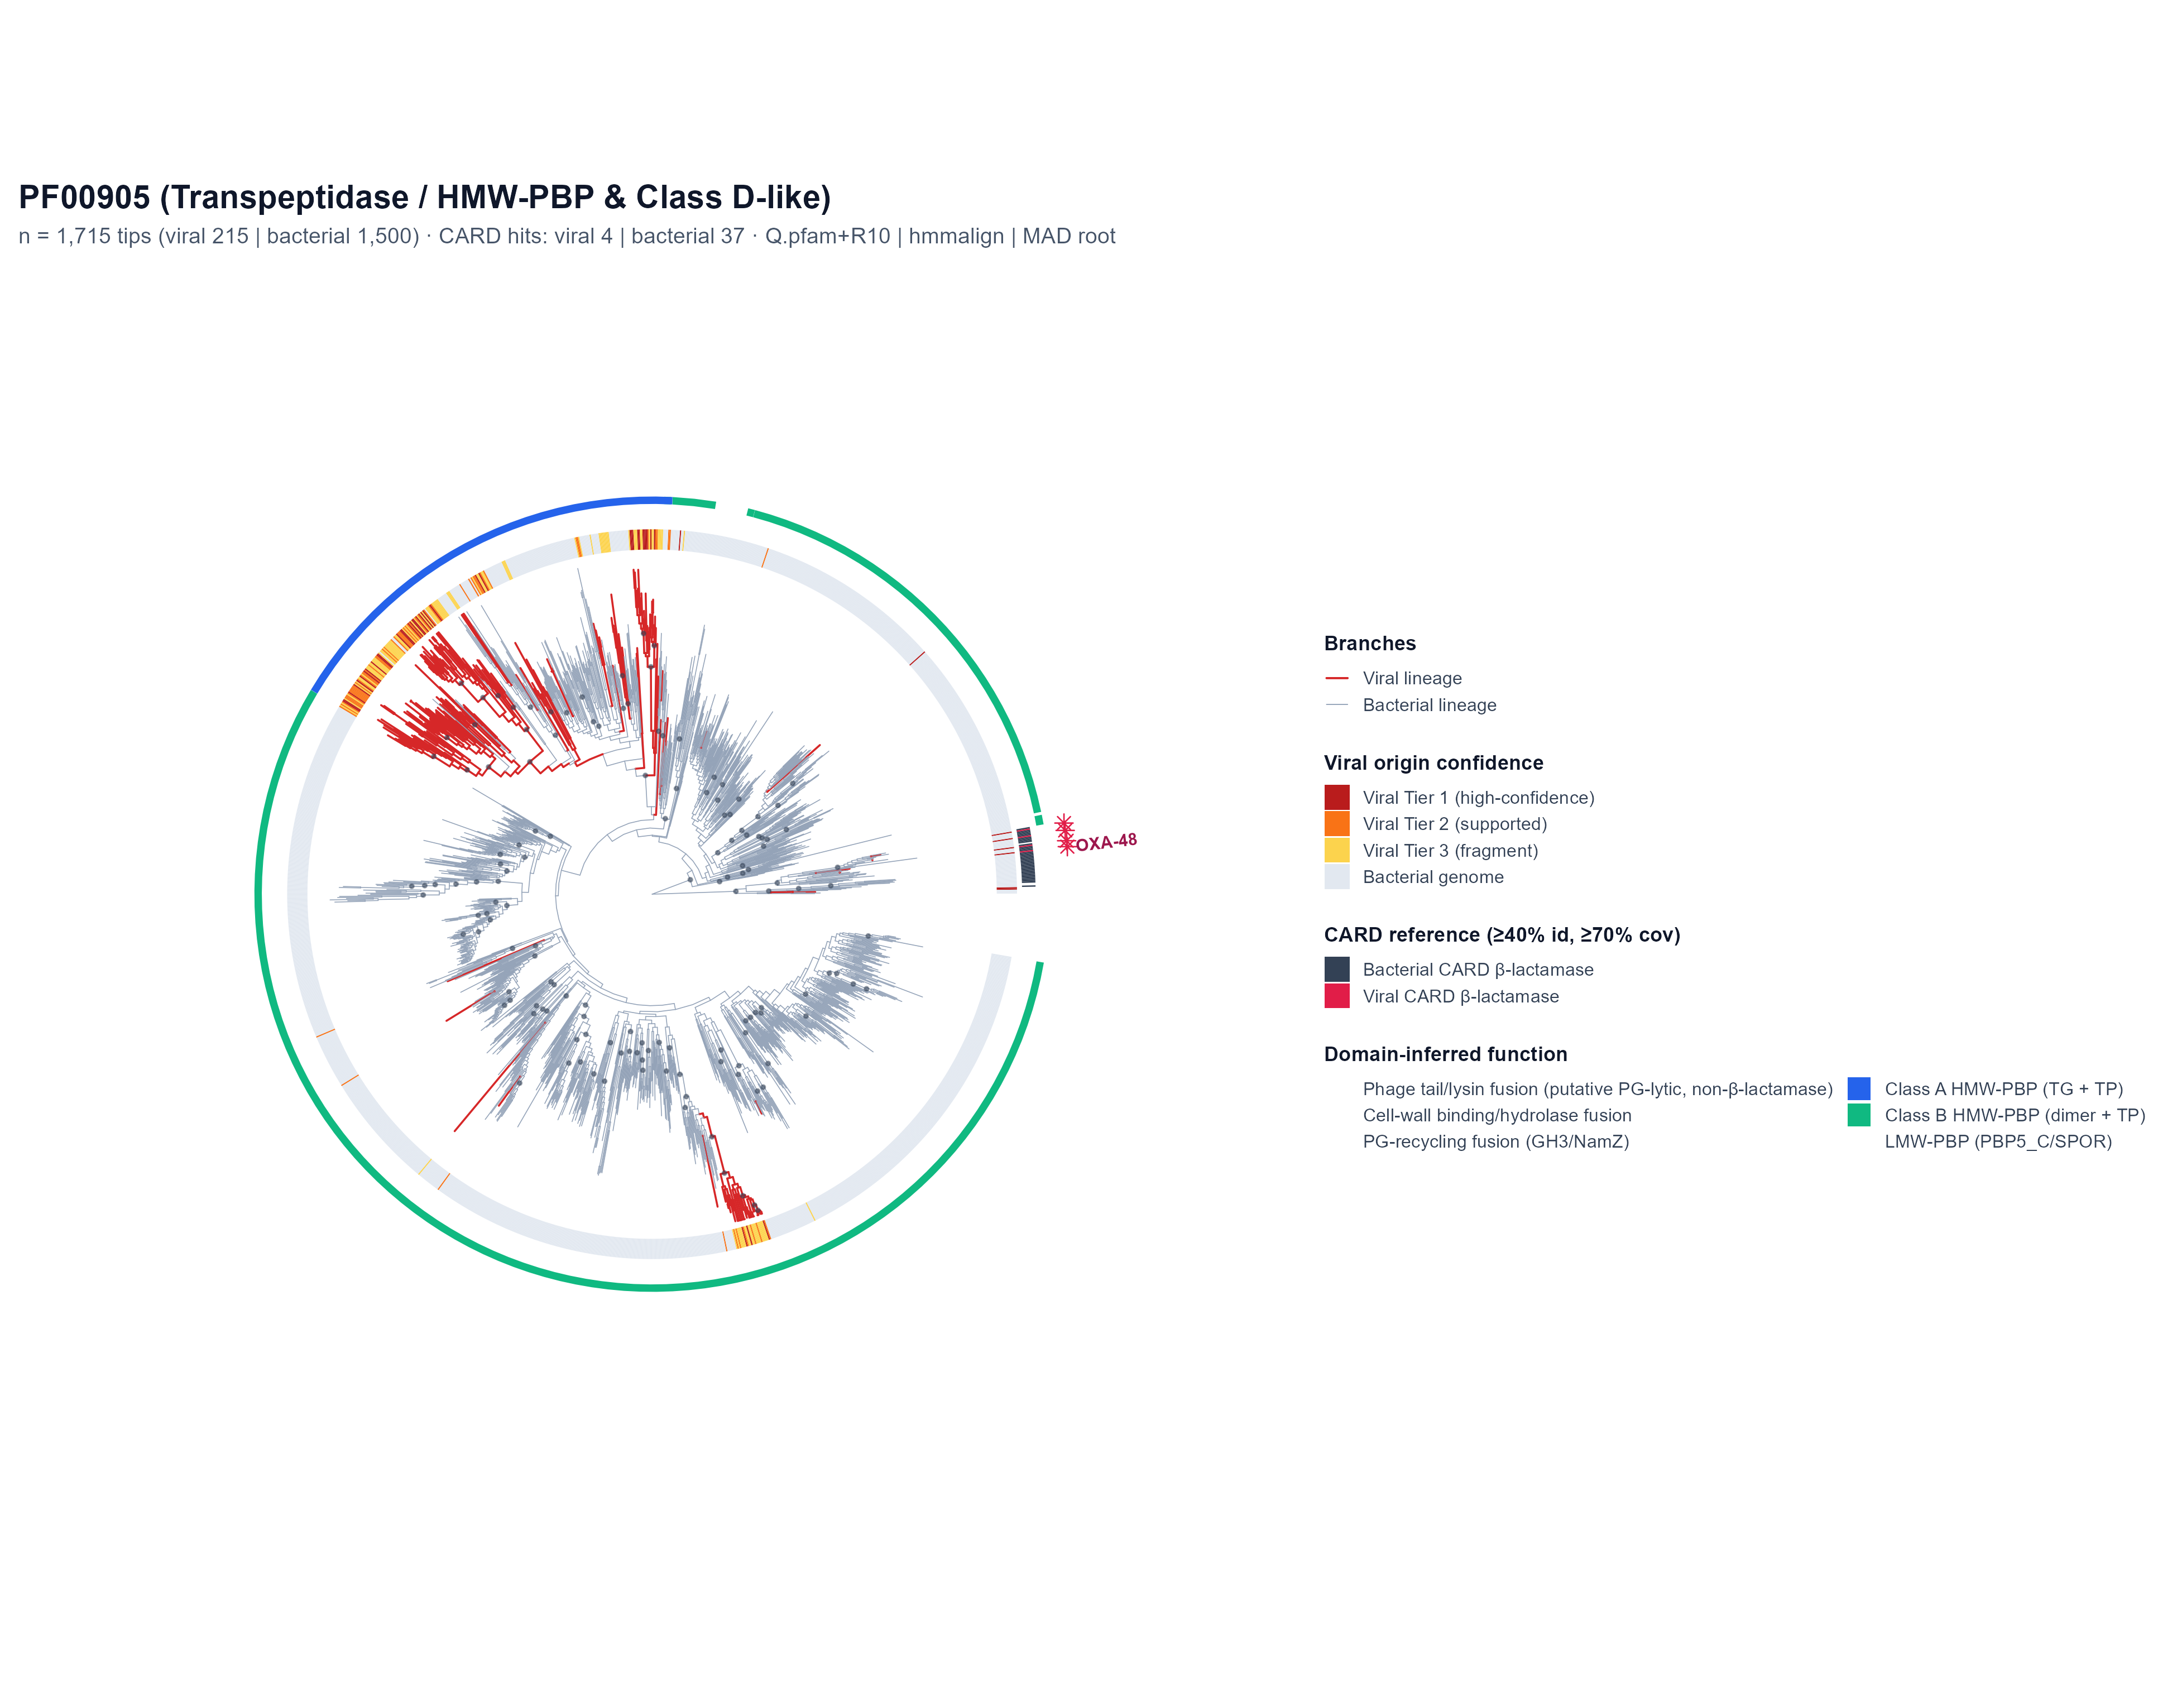 PF00905 (Transpeptidase / HMW-PBP & Class D-like)
n = 1,715 tips (viral 215 | bacterial 1,500) · CARD hits: viral 4 | bacterial 37 · Q.pfam+R10 | hmmalign | MAD root
OXA-48
Branches
Viral lineage
Bacterial lineage
Viral origin confidence
Viral Tier 1 (high-confidence)
Viral Tier 2 (supported)
Viral Tier 3 (fragment)
Bacterial genome
CARD reference (≥40% id, ≥70% cov)
Bacterial CARD β-lactamase
Viral CARD β-lactamase
Domain-inferred function
Phage tail/lysin fusion (putative PG-lytic, non-β-lactamase)
Cell-wall binding/hydrolase fusion
PG-recycling fusion (GH3/NamZ)
Class A HMW-PBP (TG + TP)
Class B HMW-PBP (dimer + TP)
LMW-PBP (PBP5_C/SPOR)